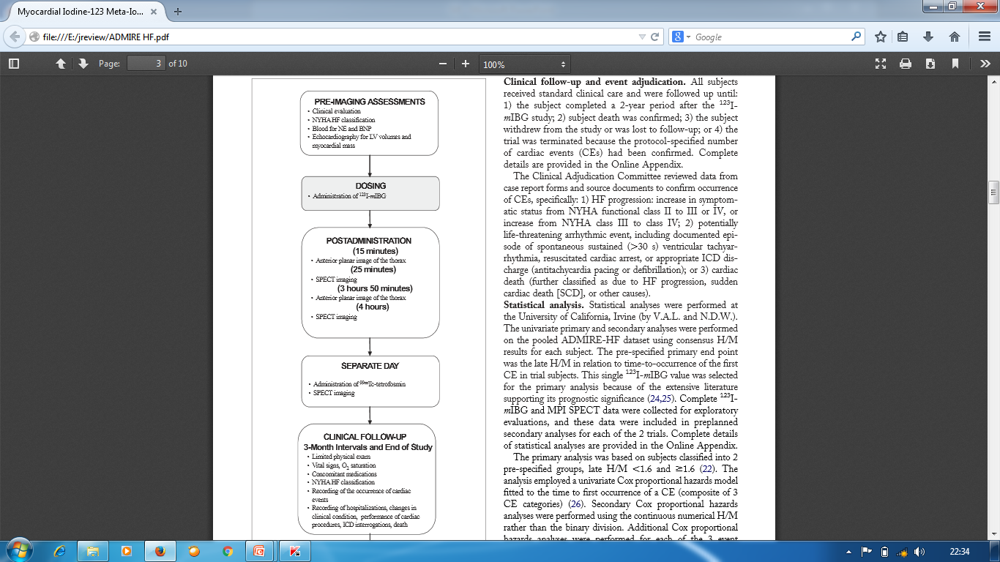 Myocardial Iodine-123 Meta-Io...
file:///E:/jreview/ADMIRE HF.pdf
Google
Page: 3 of 10
100%
PRE-IMAGING ASSESSMENTS
• Clinical evaluation
• NYHA HF classification
• Blood for NE and BNP
• Echocardiography for LV volumes and
myocardial mass
DOSING
• Administration of ¹²³I-mIBG
POSTADMINISTRATION
(15 minutes)
• Anterior planar image of the thorax
(25 minutes)
• SPECT imaging
(3 hours 50 minutes)
• Anterior planar image of the thorax
(4 hours)
• SPECT imaging
SEPARATE DAY
• Administration of ⁹⁹ᵐTc-tetrofosmin
• SPECT imaging
CLINICAL FOLLOW-UP
3-Month Intervals and End of Study
• Limited physical exam
• Vital signs, O₂ saturation
• Concomitant medications
• NYHA HF classification
• Recording of the occurrence of cardiac
events
• Recording of hospitalizations, changes in
clinical condition, performance of cardiac
procedures, ICD interrogations, death
Clinical follow-up and event adjudication. All subjects
received standard clinical care and were followed up until:
1) the subject completed a 2-year period after the ¹²³I-
mIBG study; 2) subject death was confirmed; 3) the subject
withdrew from the study or was lost to follow-up; or 4) the
trial was terminated because the protocol-specified number
of cardiac events (CEs) had been confirmed. Complete
details are provided in the Online Appendix.
The Clinical Adjudication Committee reviewed data from
case report forms and source documents to confirm occurrence
of CEs, specifically: 1) HF progression: increase in symptom-
atic status from NYHA functional class II to III or IV, or
increase from NYHA class III to class IV; 2) potentially
life-threatening arrhythmic event, including documented epi-
sode of spontaneous sustained (>30 s) ventricular tachyar-
rhythmia, resuscitated cardiac arrest, or appropriate ICD dis-
charge (antitachycardia pacing or defibrillation); or 3) cardiac
death (further classified as due to HF progression, sudden
cardiac death [SCD], or other causes).
Statistical analysis. Statistical analyses were performed at
the University of California, Irvine (by V.A.L. and N.D.W.).
The univariate primary and secondary analyses were performed
on the pooled ADMIRE-HF dataset using consensus H/M
results for each subject. The pre-specified primary end point
was the late H/M in relation to time-to-occurrence of the first
CE in trial subjects. This single ¹²³I-mIBG value was selected
for the primary analysis because of the extensive literature
supporting its prognostic significance (24,25). Complete ¹²³I-
mIBG and MPI SPECT data were collected for exploratory
evaluations, and these data were included in preplanned
secondary analyses for each of the 2 trials. Complete details
of statistical analyses are provided in the Online Appendix.
The primary analysis was based on subjects classified into 2
pre-specified groups, late H/M <1.6 and ≥1.6 (22). The
analysis employed a univariate Cox proportional hazards model
fitted to the time to first occurrence of a CE (composite of 3
CE categories) (26). Secondary Cox proportional hazards
analyses were performed using the continuous numerical H/M
rather than the binary division. Additional Cox proportional
hazards analyses were performed for each of the 3 event
22:34